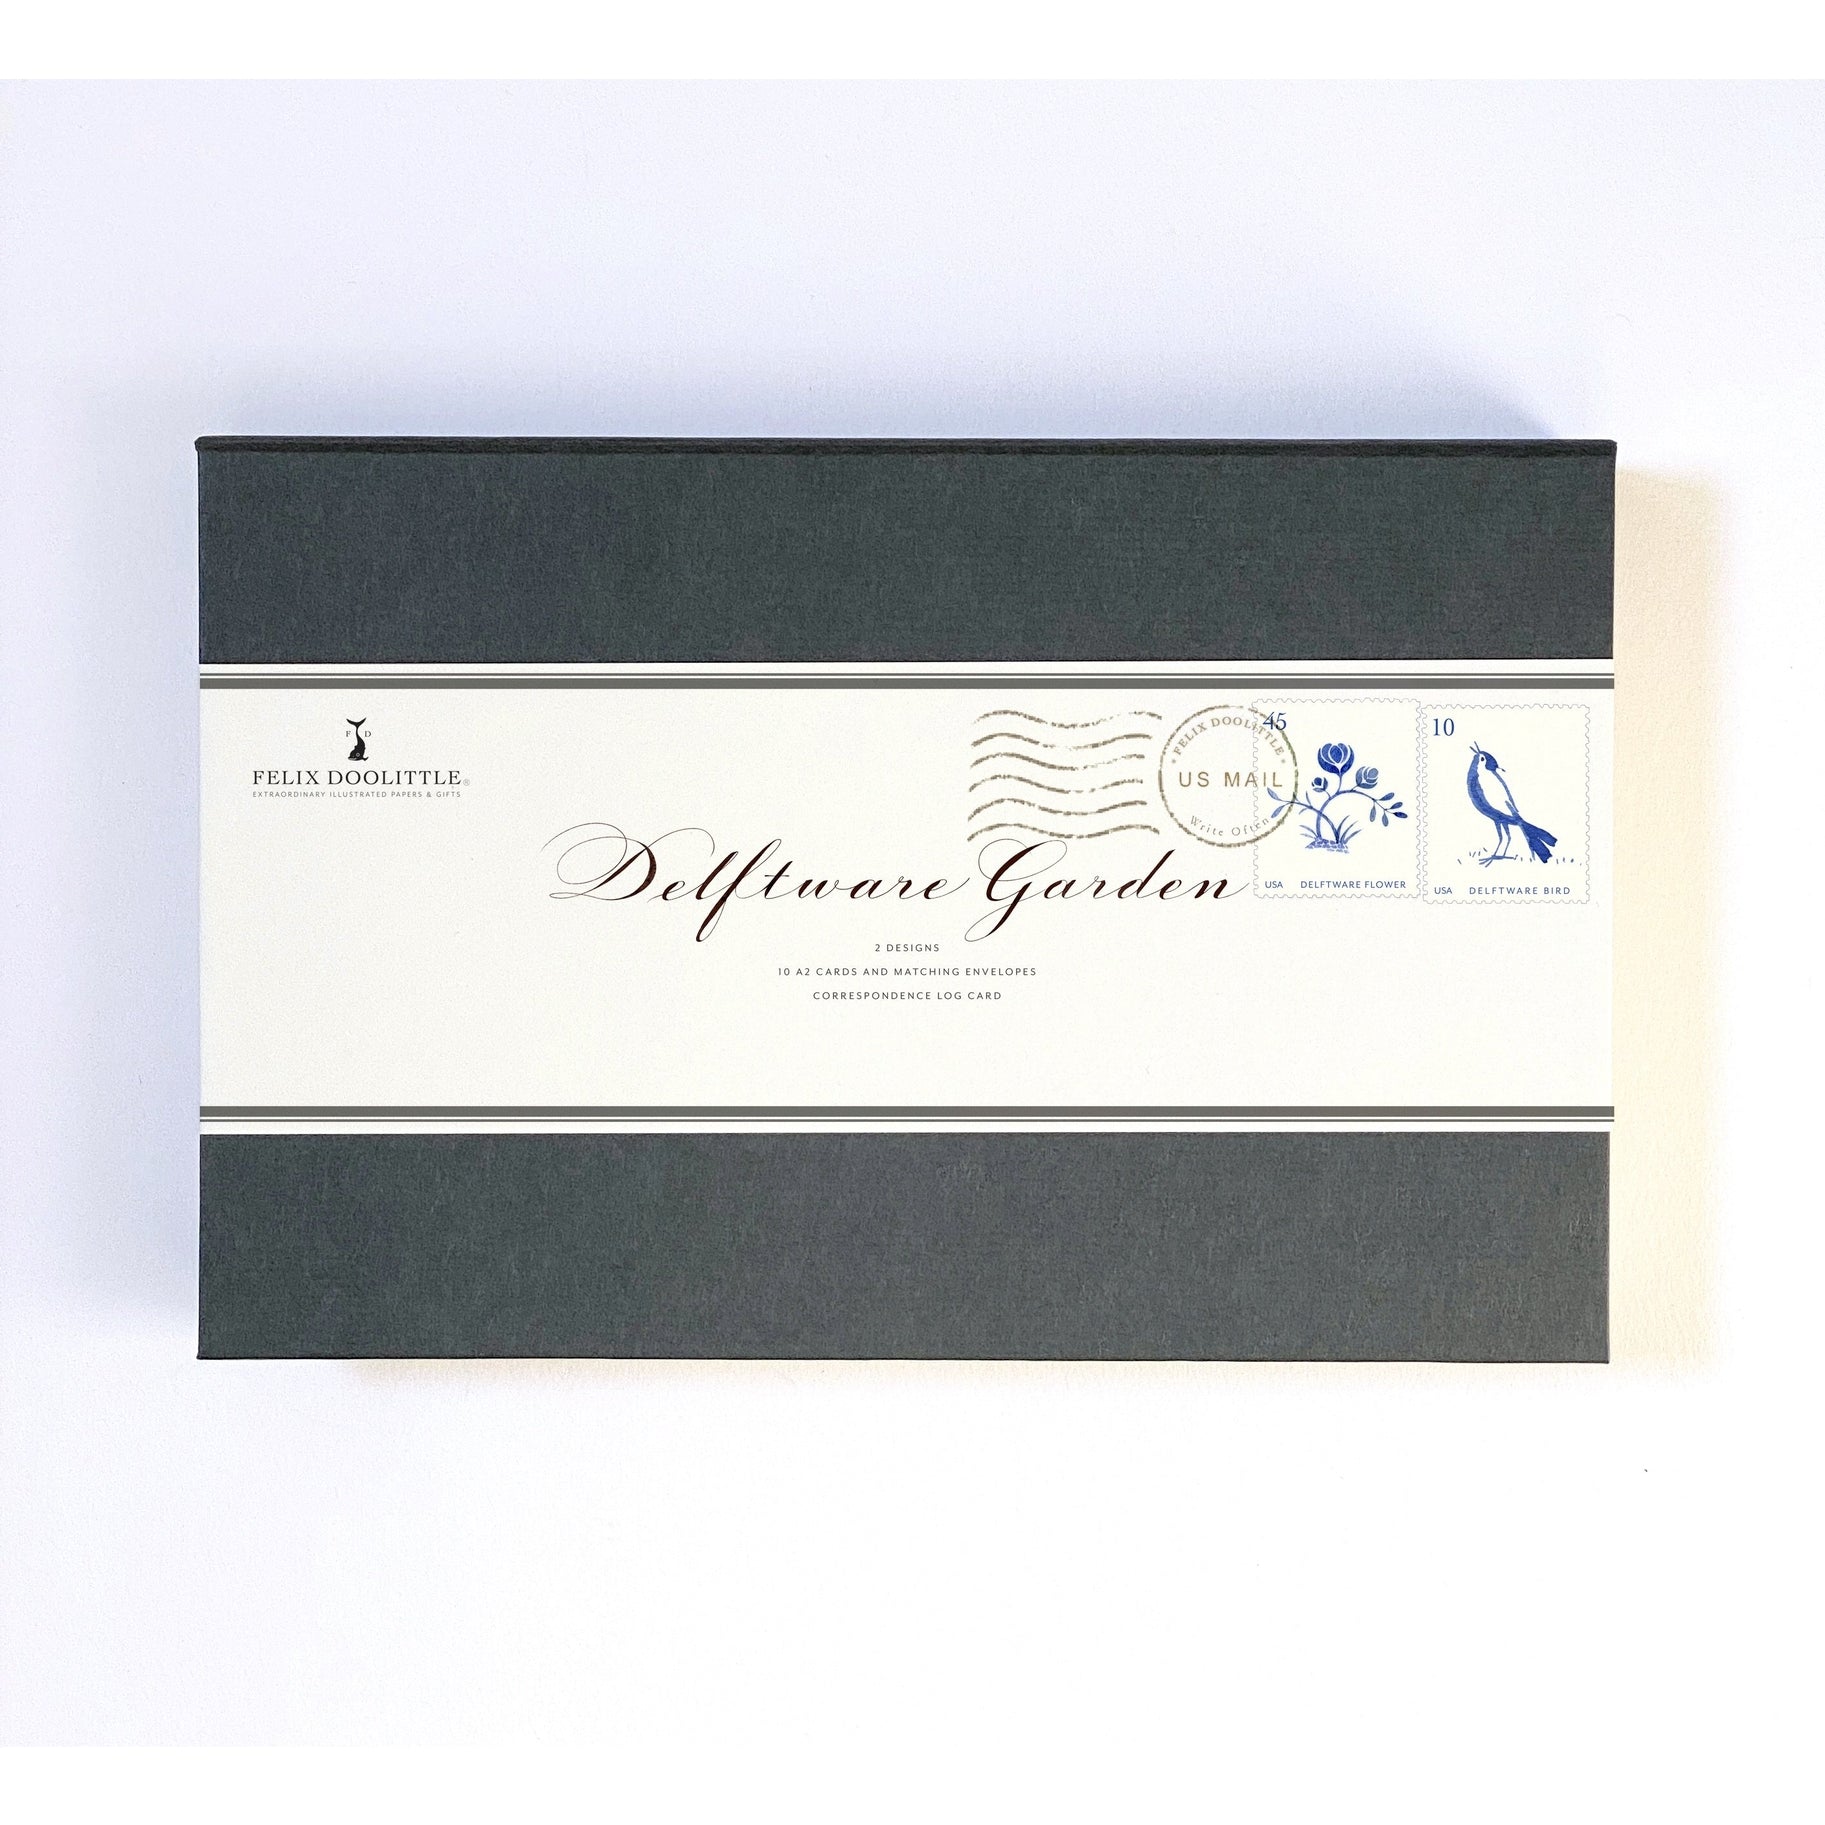 F D
FELIX DOOLITTLE®
EXTRAORDINARY ILLUSTRATED PAPERS & GIFTS
FELIX DOOLITTLE
US MAIL
Write Often
45
USA DELFTWARE FLOWER
10
USA DELFTWARE BIRD
Delftware Garden
2 DESIGNS
10 A2 CARDS AND MATCHING ENVELOPES
CORRESPONDENCE LOG CARD